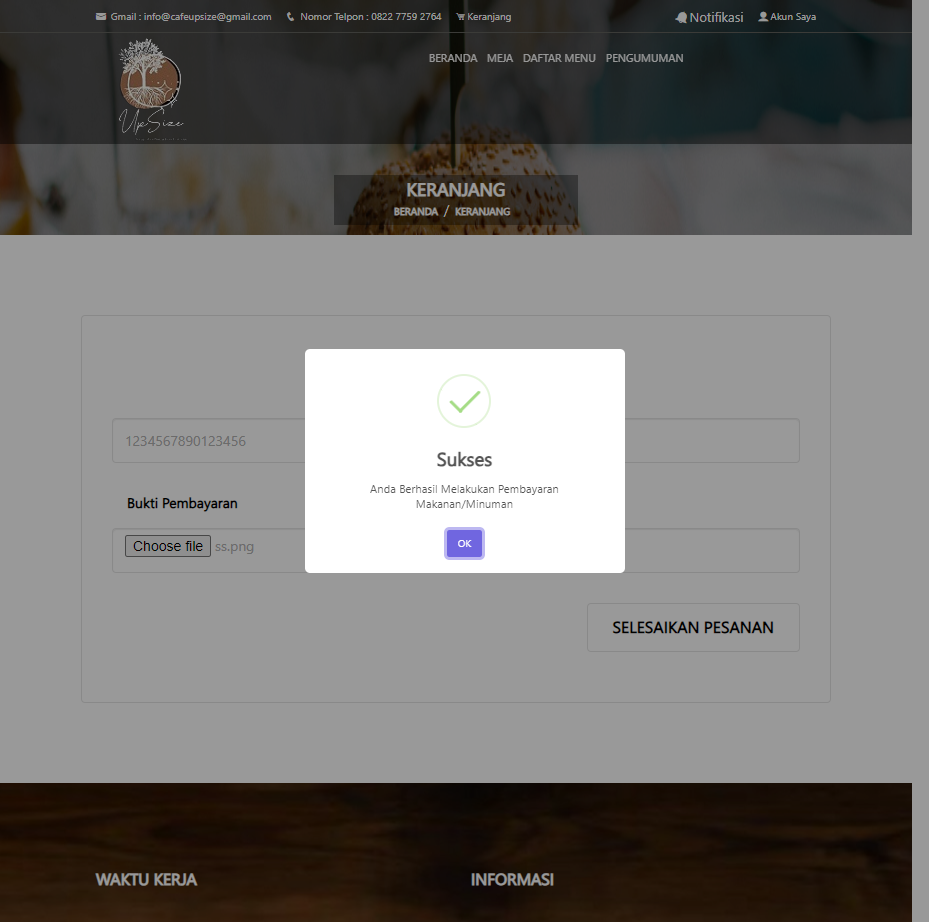 Gmail : info@cafeupsize@gmail.com Nomor Telpon : 0822 7759 2764 Keranjang Notifikasi Akun Saya
BERANDA MEJA DAFTAR MENU PENGUMUMAN
UpSize
KERANJANG
BERANDA / KERANJANG
1234567890123456
Bukti Pembayaran
Choose file ss.png
Sukses
Anda Berhasil Melakukan Pembayaran
Makanan/Minuman
OK
SELESAIKAN PESANAN
WAKTU KERJA INFORMASI